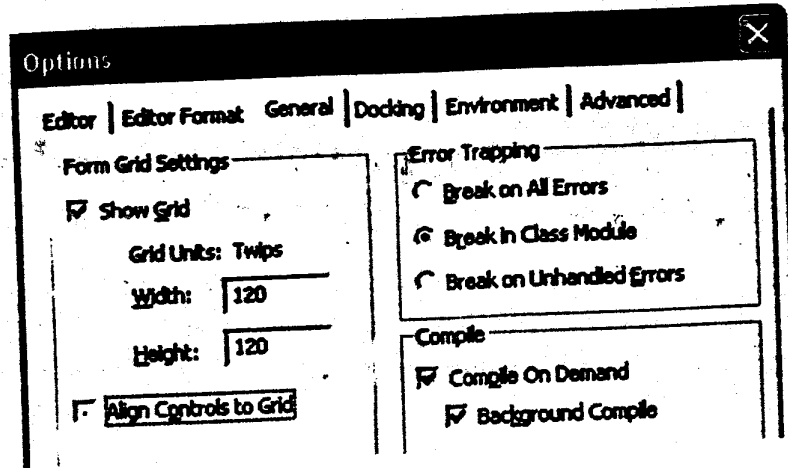 Options
Editor Editor Format General Docking Environment Advanced
Form Grid Settings
Show Grid
Grid Units: Twips
Width: 120
Height: 120
Align Controls to Grid
Error Trapping
Break on All Errors
Break in Class Module
Break on Unhandled Errors
Compile
Compile On Demand
Background Compile